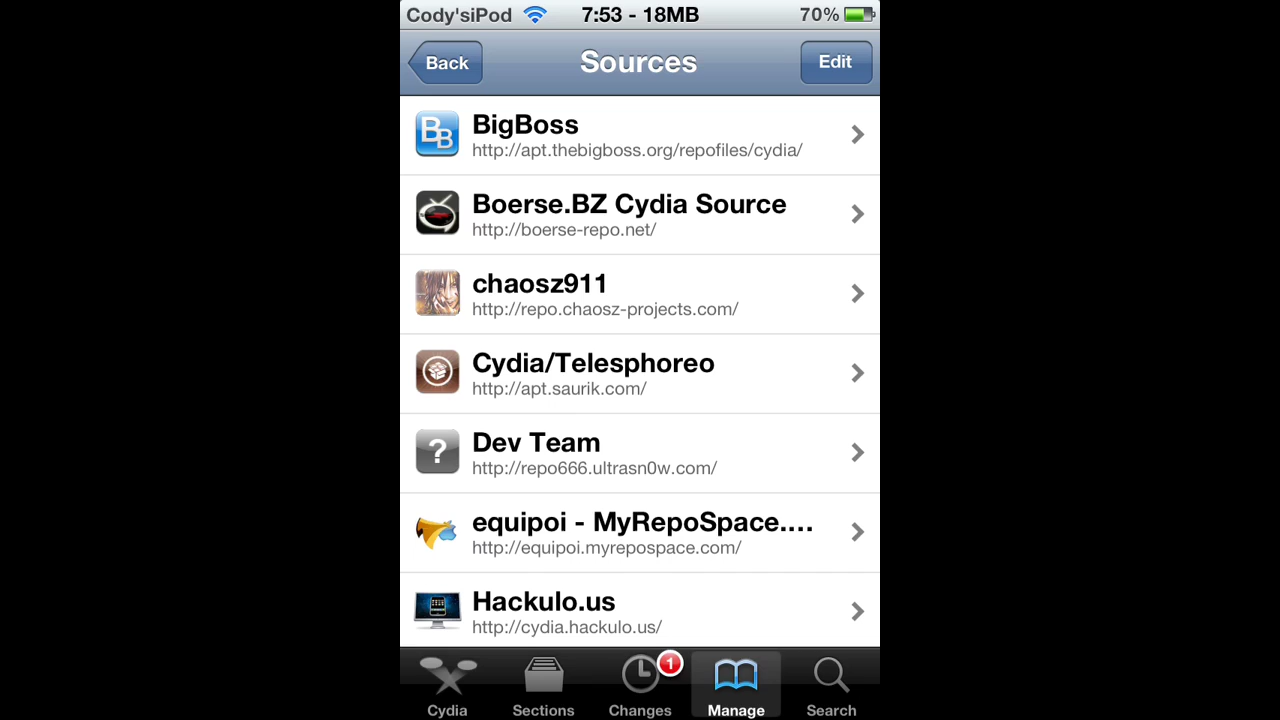 Cody'siPod 7:53 - 18MB 70%
Back Sources Edit
BB BigBoss
http://apt.thebigboss.org/repofiles/cydia/
Boerse.BZ Cydia Source
http://boerse-repo.net/
chaosz911
http://repo.chaosz-projects.com/
Cydia/Telesphoreo
http://apt.saurik.com/
? Dev Team
http://repo666.ultrasn0w.com/
equipoi - MyRepoSpace....
http://equipoi.myrepospace.com/
Hackulo.us
http://cydia.hackulo.us/
1
Cydia Sections Changes Manage Search